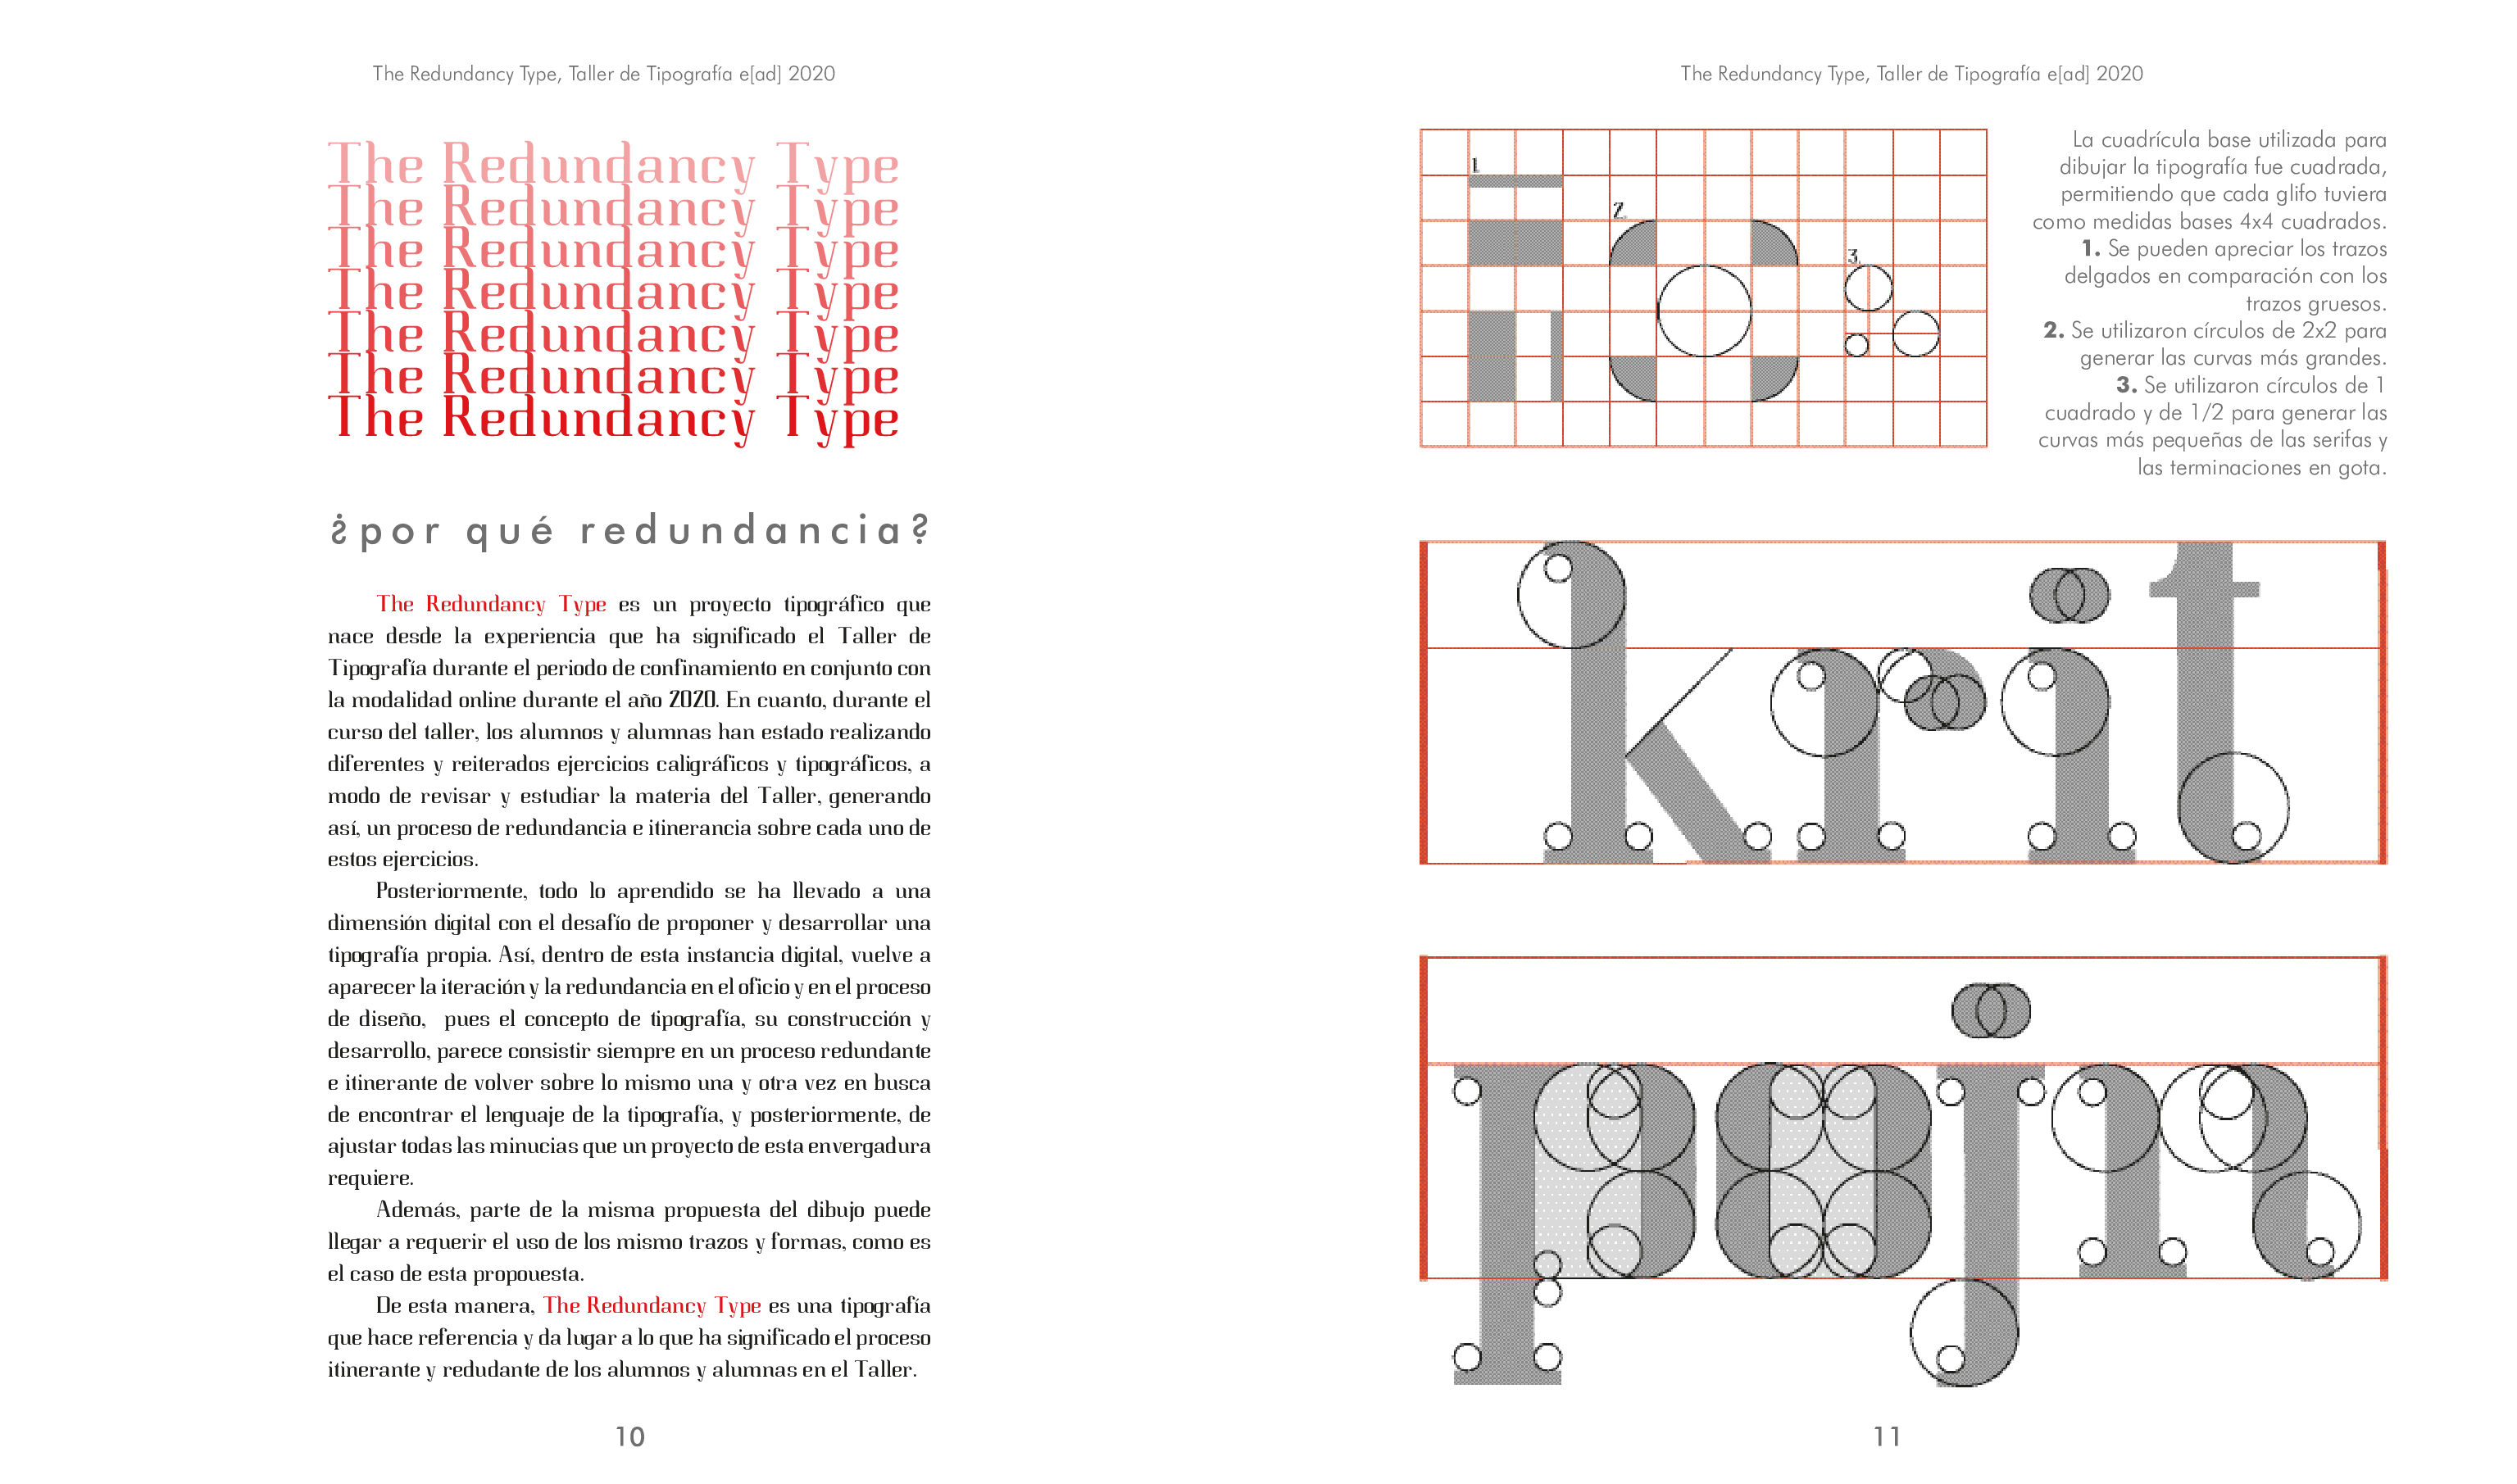 The Redundancy Type, Taller de Tipografía e[ad] 2020
The Redundancy Type
The Redundancy Type
The Redundancy Type
The Redundancy Type
The Redundancy Type
The Redundancy Type
The Redundancy Type
¿por qué redundancia?
The Redundancy Type es un proyecto tipográfico que
nace desde la experiencia que ha significado el Taller de
Tipografía durante el periodo de confinamiento en conjunto con
la modalidad online durante el año 2020. En cuanto, durante el
curso del taller, los alumnos y alumnas han estado realizando
diferentes y reiterados ejercicios caligráficos y tipográficos, a
modo de revisar y estudiar la materia del Taller, generando
así, un proceso de redundancia e itinerancia sobre cada uno de
estos ejercicios.
Posteriormente, todo lo aprendido se ha llevado a una
dimensión digital con el desafío de proponer y desarrollar una
tipografía propia. Así, dentro de esta instancia digital, vuelve a
aparecer la iteración y la redundancia en el oficio y en el proceso
de diseño, pues el concepto de tipografía, su construcción y
desarrollo, parece consistir siempre en un proceso redundante
e itinerante de volver sobre lo mismo una y otra vez en busca
de encontrar el lenguaje de la tipografía, y posteriormente, de
ajustar todas las minucias que un proyecto de esta envergadura
requiere.
Además, parte de la misma propuesta del dibujo puede
llegar a requerir el uso de los mismo trazos y formas, como es
el caso de esta propouesta.
De esta manera, The Redundancy Type es una tipografía
que hace referencia y da lugar a lo que ha significado el proceso
itinerante y redudante de los alumnos y alumnas en el Taller.
10
The Redundancy Type, Taller de Tipografía e[ad] 2020
1.
2.
3.
La cuadrícula base utilizada para
dibujar la tipografía fue cuadrada,
permitiendo que cada glifo tuviera
como medidas bases 4x4 cuadrados.
1. Se pueden apreciar los trazos
delgados en comparación con los
trazos gruesos.
2. Se utilizaron círculos de 2x2 para
generar las curvas más grandes.
3. Se utilizaron círculos de 1
cuadrado y de 1/2 para generar las
curvas más pequeñas de las serifas y
las terminaciones en gota.
krit
pojn
11